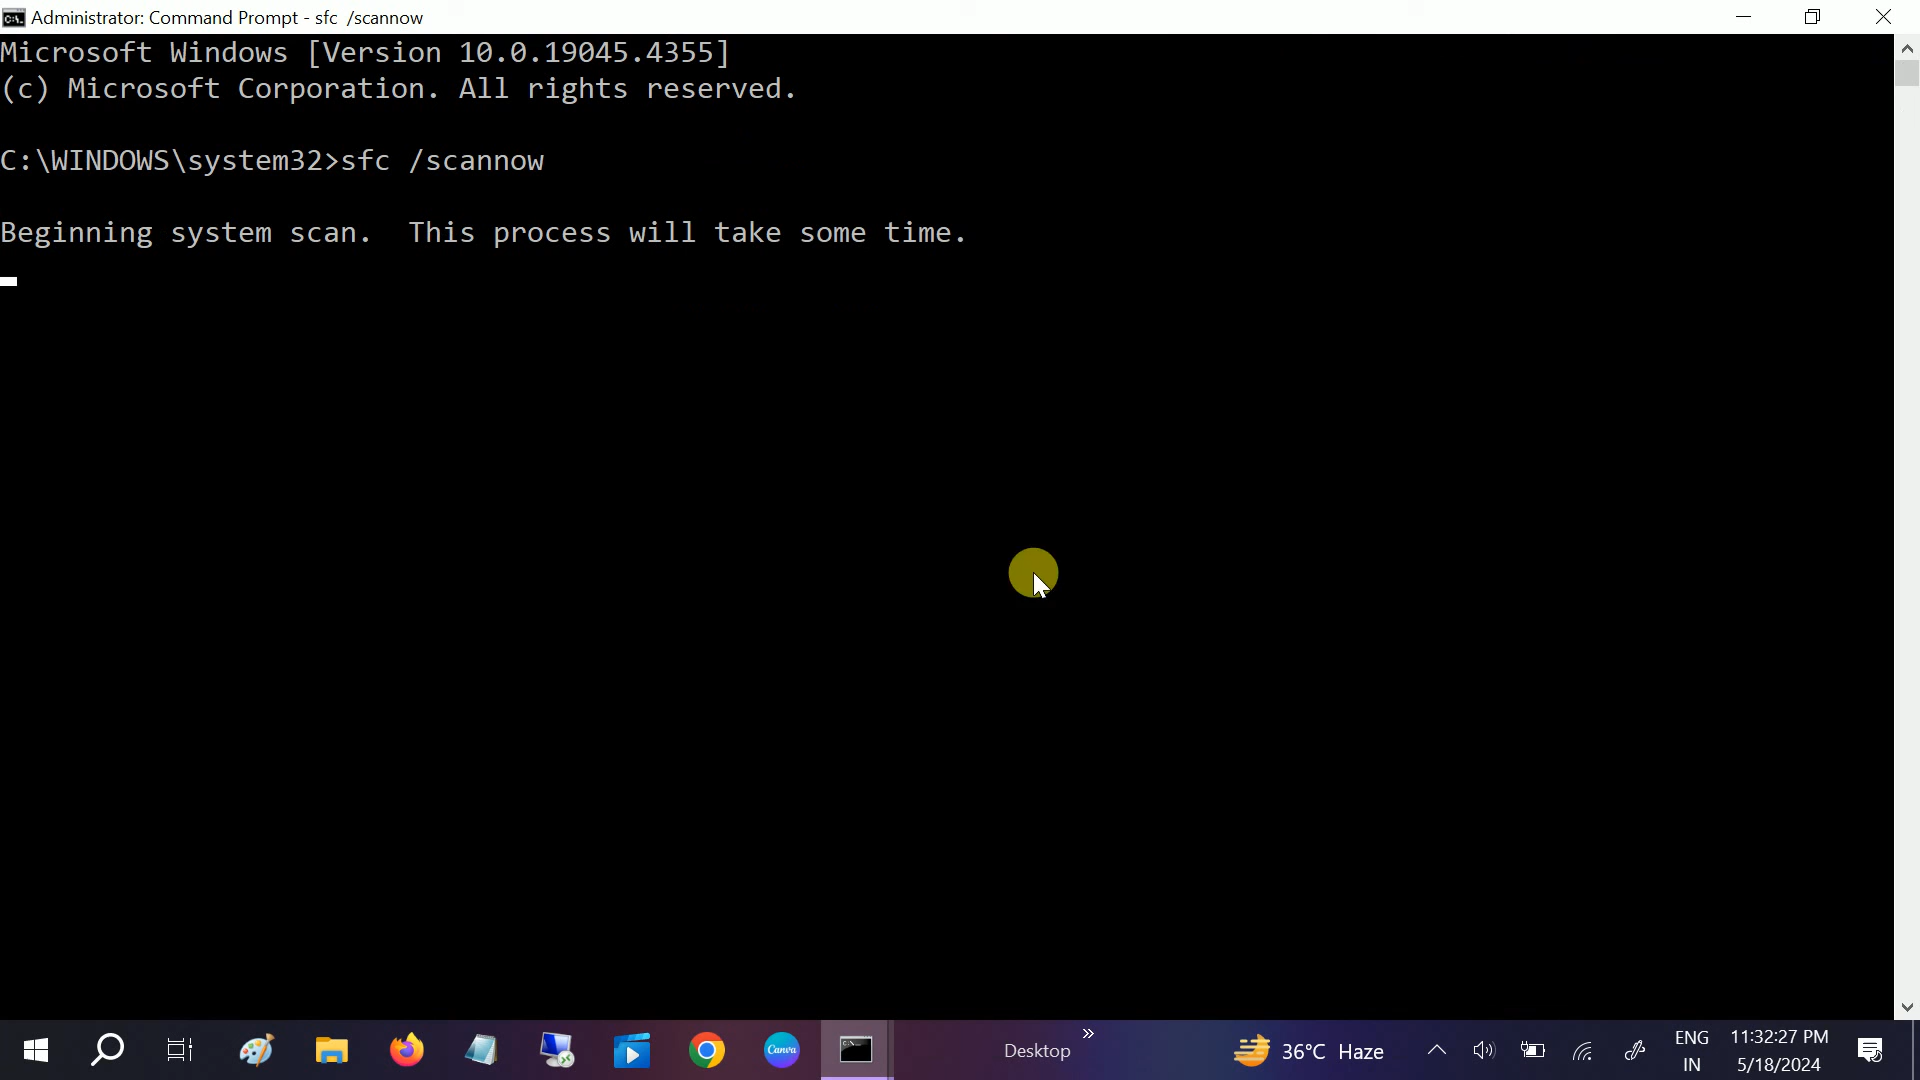 Administrator: Command Prompt - sfc  /scannow
Microsoft Windows [Version 10.0.19045.4355]
(c) Microsoft Corporation. All rights reserved.
C:\WINDOWS\system32>sfc /scannow
Beginning system scan.  This process will take some time.
Canva
Desktop
36°C  Haze
ENG
IN
11:32:27 PM
5/18/2024